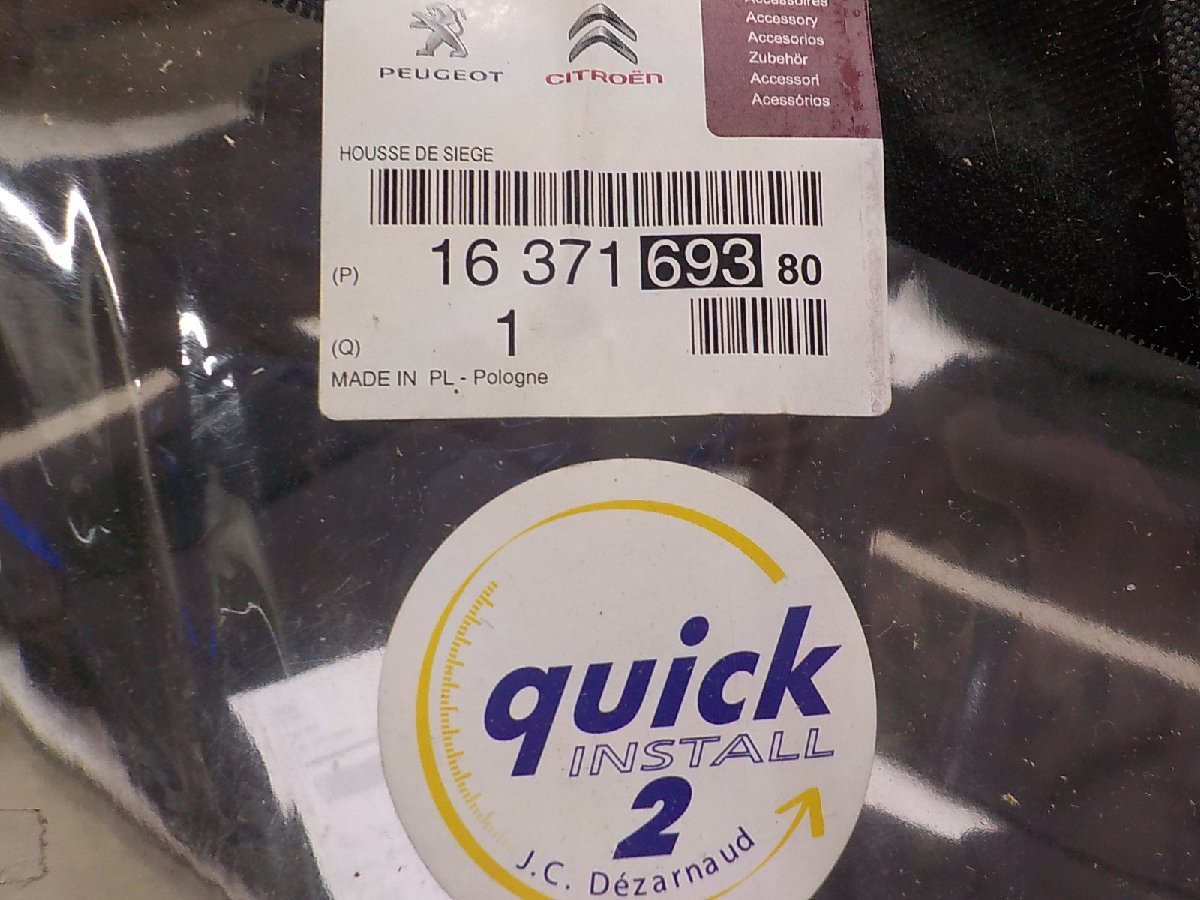 Accessoires
Accessory
Accesorios
Zubehör
Accessori
Acessórios
PEUGEOT
CITROËN
HOUSSE DE SIEGE
(P) 16 371 693 80
(Q) 1
MADE IN PL - Pologne
quick
INSTALL
2
J.C. Dézarnaud